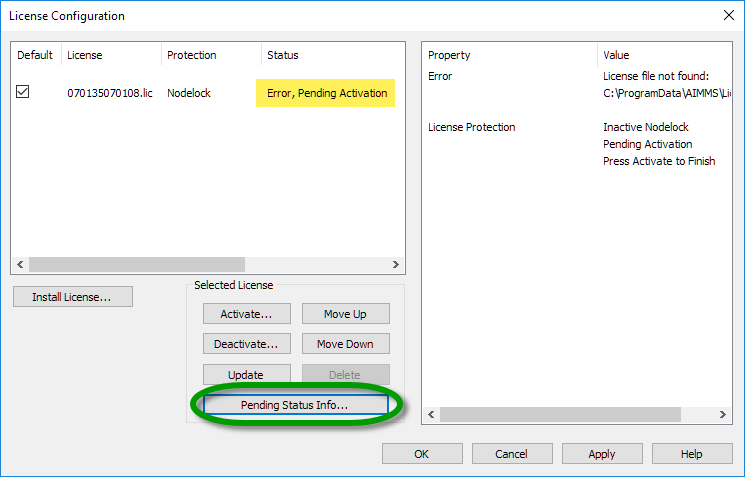 License Configuration
Default License Protection Status
070135070108.lic Nodelock Error, Pending Activation
Property Value
Error License file not found:
C:\ProgramData\AIMMS\Lic
License Protection Inactive Nodelock
Pending Activation
Press Activate to Finish
Install License...
Selected License
Activate... Move Up
Deactivate... Move Down
Update Delete
Pending Status Info...
OK Cancel Apply Help